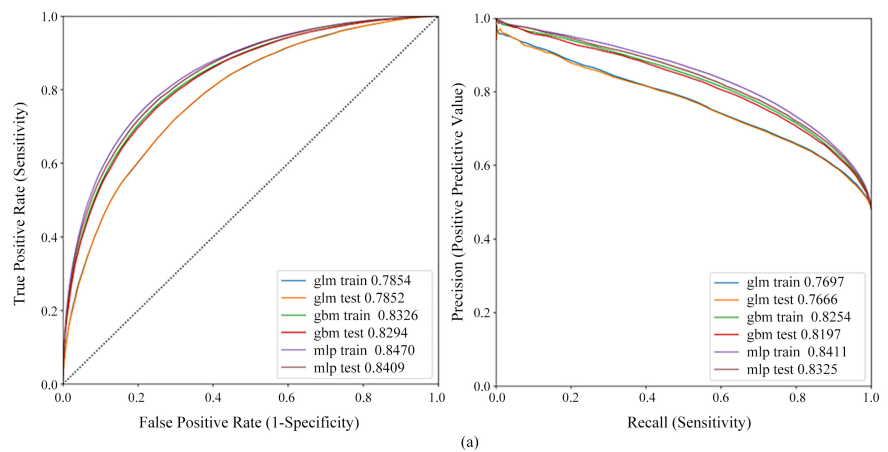 1.0
0.8
0.6
0.4
0.2
0.0
True Positive Rate (Sensitivity)
glm train 0.7854
glm test 0.7852
gbm train 0.8326
gbm test 0.8294
mlp train 0.8470
mlp test 0.8409
0.0 0.2 0.4 0.6 0.8 1.0
False Positive Rate (1-Specificity)
1.0
0.8
0.6
0.4
0.2
0.0
Precision (Positive Predictive Value)
glm train 0.7697
glm test 0.7666
gbm train 0.8254
gbm test 0.8197
mlp train 0.8411
mlp test 0.8325
0.0 0.2 0.4 0.6 0.8 1.0
Recall (Sensitivity)
(a)